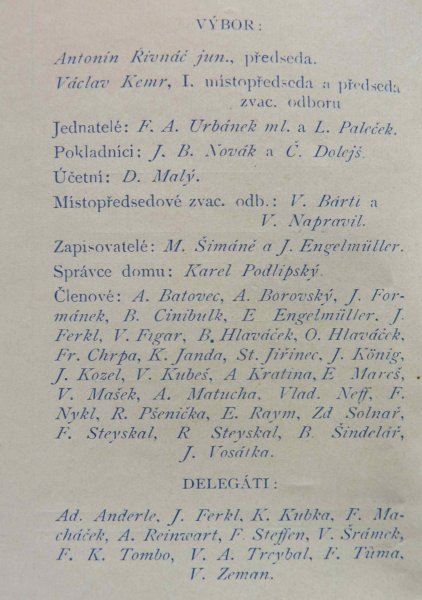 VÝBOR:
Antonín Řivnáč jun., předseda.
Václav Kemr, I. místopředseda a předseda
zvac. odboru
Jednatelé: F. A. Urbánek ml. a L. Paleček.
Pokladníci: J. B. Novák a Č. Dolejš.
Účetní: D. Malý.
Místopředsedové zvac. odb.: V. Bárti a
V. Napravil.
Zapisovatelé: M. Šimáně a J. Engelmüller.
Správce domu: Karel Podlipský.
Členové: A. Batovec, A. Borovský, J. For-
mánek, B. Cinibulk, E Engelmüller. J.
Ferkl, V. Figar, B. Hlaváček, O. Hlaváček,
Fr. Chrpa, K. Janda, St. Jiřinec, J. König,
J. Kozel, V. Kubeš, A Kratina, E Mareš,
V. Mašek, A. Matucha. Vlad. Neff, F.
Nykl, R. Pšenička, E. Raym, Zd Solnař,
F. Steyskal, R Steyskal, B. Šindelář,
J. Vosátka.
DELEGÁTI:
Ad. Anderle, J. Ferkl, K. Kubka, F. Ma-
cháček, A. Reinwart, F. Steffen, V. Šrámek,
F. K. Tombo, V. A. Treybal, F. Tůma,
V. Zeman.